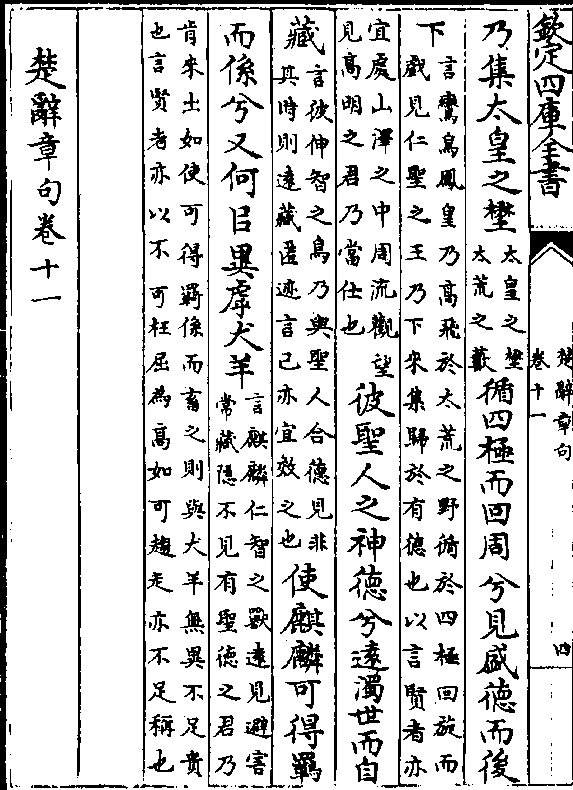 欽定四庫全書
楚辭章句
卷十一
四
乃集太皇之壄
太皇之壄
太荒之藪
循四極而回周兮見盛德而後
下
言鸞鳥鳳皇乃高飛於太荒之野循於四極回旋而
戲見仁聖之王乃下來集歸於有德也以言賢者亦
宜處山澤之中周流觀望
見高明之君乃當仕也
彼聖人之神德兮遠濁世而自
藏
言彼神智之鳥乃與聖人合德見非
其時則遠藏匿迹言己亦宜效之也
使麒麟可得羈
而係兮又何㠯異虖犬羊
言麒麟仁智之獸遠見避害
常藏隱不見有聖德之君乃
肯來出如使可得羈係而畜之則與犬羊無異不足貴
也言賢者亦以不可枉屈為高如可趨走亦不足稱也
楚辭章句卷十一